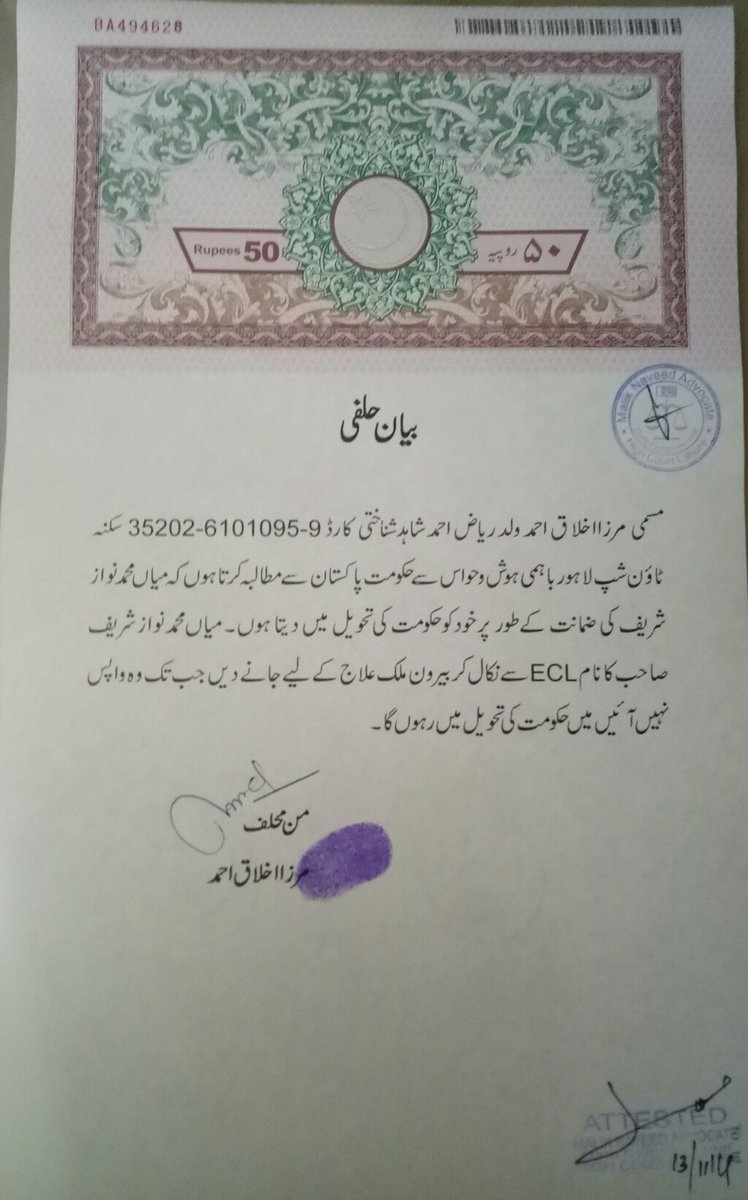 BA494628
Rupees 50
۵۰ روپیہ
Malik Naveed Advocate
High Court Lahore
بیان حلفی
مسمی مرزا اخلاق احمد ولد ریاض احمد شاہد شناختی کارڈ 35202-6101095-9 سکنہ
ٹاؤن شپ لاہور باہمی ہوش و حواس سے حکومت پاکستان سے مطالبہ کرتا ہوں کہ میاں محمد نواز
شریف کی ضمانت کے طور پر خود کو حکومت کی تحویل میں دیتا ہوں۔ میاں محمد نواز شریف
صاحب کا نام ECL سے نکال کر بیرون ملک علاج کے لیے جانے دیں جب تک وہ واپس
نہیں آئیں میں حکومت کی تحویل میں رہوں گا۔
من محلف
مرزا اخلاق احمد
ATTESTED
ADVOCATE
HIGH COURT
13/11/19